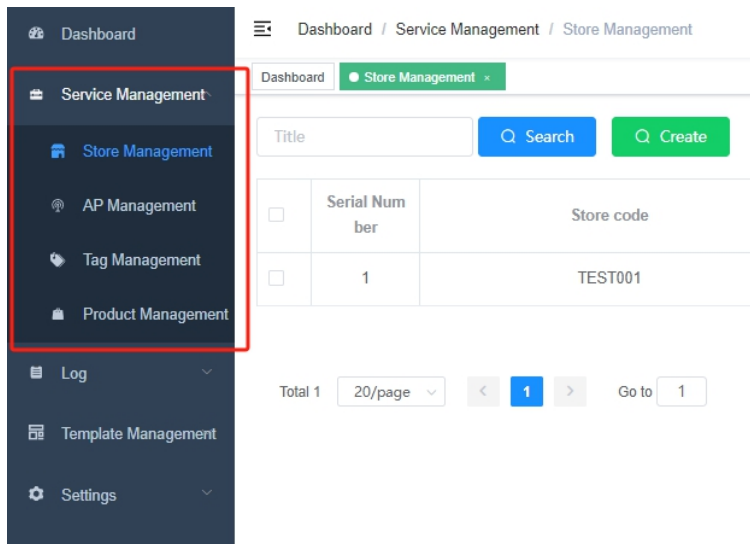 Dashboard
Service Management
Store Management
AP Management
Tag Management
Product Management
Log
Template Management
Settings
Dashboard / Service Management / Store Management
Dashboard
Store Management ×
Title
Search
Create
Serial Num
ber
Store code
1
TEST001
Total 1
20/page
<
1
>
Go to
1